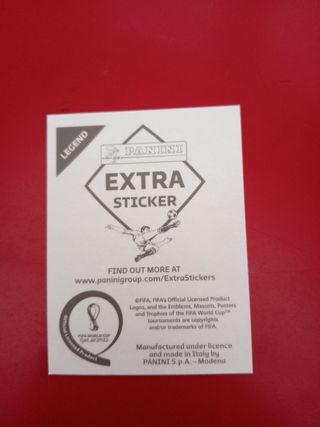 LEGEND
PANINI
EXTRA
STICKER
FIND OUT MORE AT
www.paninigroup.com/ExtraStickers
©FIFA, FIFA's Official Licensed Product
Logos, and the Emblems, Mascots, Posters
and Trophies of the FIFA World Cup™
tournaments are copyrights
and/or trademarks of FIFA.
FIFA WORLD CUP
Qatar2022
Official Licensed Product
Manufactured under licence
and made in Italy by
PANINI S.p.A. - Modena